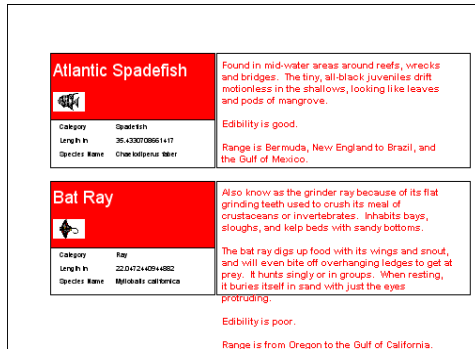 Atlantic Spadefish
Category Spadefish
Length In 35.4330708661417
Species Name Chaetodiperus faber
Found in mid-water areas around reefs, wrecks
and bridges. The tiny, all-black juveniles drift
motionless in the shallows, looking like leaves
and pods of mangrove.
Edibility is good.
Range is Bermuda, New England to Brazil, and
the Gulf of Mexico.
Bat Ray
Category Ray
Length In 22.0472440944882
Species Name Myliobatis californica
Also know as the grinder ray because of its flat
grinding teeth used to crush its meal of
crustaceans or invertebrates. Inhabits bays,
sloughs, and kelp beds with sandy bottoms.
The bat ray digs up food with its wings and snout,
and will even bite off overhanging ledges to get at
prey. It hunts singly or in groups. When resting,
it buries itself in sand with just the eyes
protruding.
Edibility is poor.
Range is from Oregon to the Gulf of California.